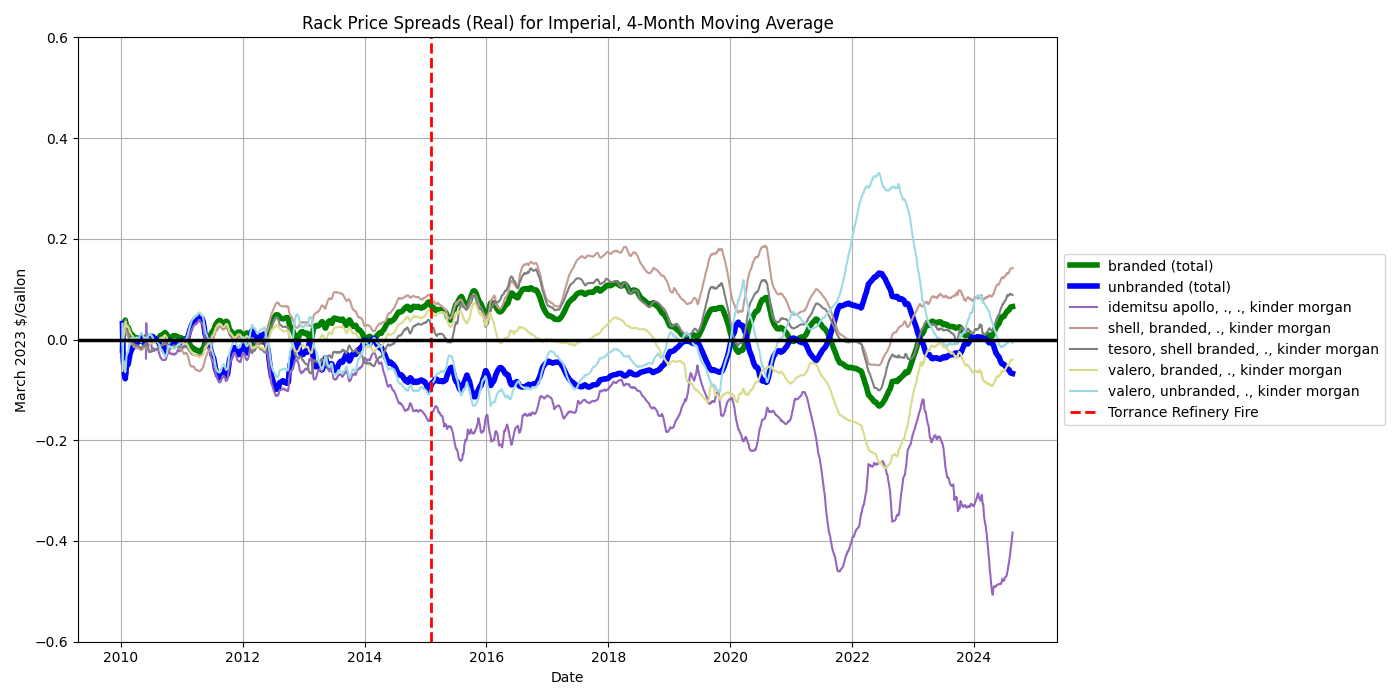 Rack Price Spreads (Real) for Imperial, 4-Month Moving Average
March 2023 $/Gallon
0.6
0.4
0.2
0.0
−0.2
−0.4
−0.6
2010 2012 2014 2016 2018 2020 2022 2024
Date
branded (total)
unbranded (total)
idemitsu apollo, ., ., kinder morgan
shell, branded, ., kinder morgan
tesoro, shell branded, ., kinder morgan
valero, branded, ., kinder morgan
valero, unbranded, ., kinder morgan
Torrance Refinery Fire